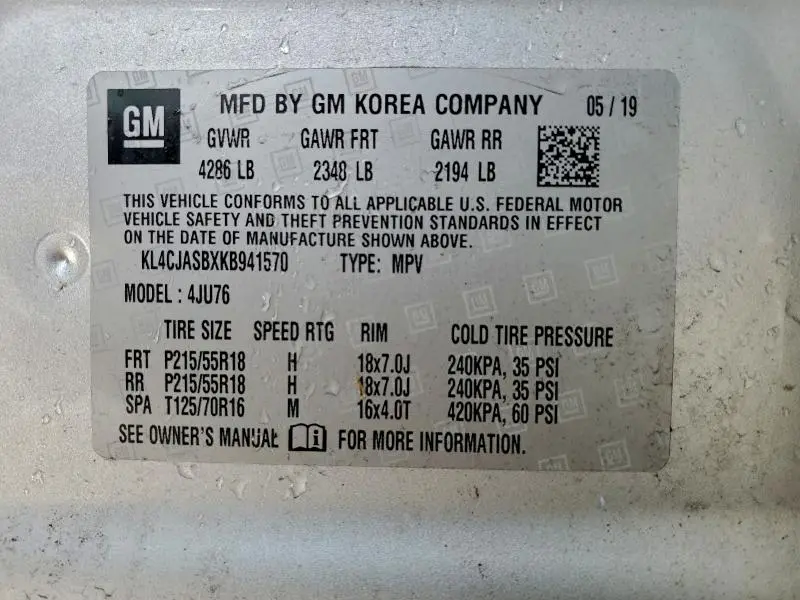 GM MFD BY GM KOREA COMPANY 05 / 19
GVWR GAWR FRT GAWR RR
4286 LB 2348 LB 2194 LB
THIS VEHICLE CONFORMS TO ALL APPLICABLE U.S. FEDERAL MOTOR
VEHICLE SAFETY AND THEFT PREVENTION STANDARDS IN EFFECT
ON THE DATE OF MANUFACTURE SHOWN ABOVE.
KL4CJASBXKB941570 TYPE: MPV
MODEL : 4JU76
TIRE SIZE SPEED RTG RIM COLD TIRE PRESSURE
FRT P215/55R18 H 18x7.0J 240KPA, 35 PSI
RR P215/55R18 H 18x7.0J 240KPA, 35 PSI
SPA T125/70R16 M 16x4.0T 420KPA, 60 PSI
SEE OWNER'S MANUAL FOR MORE INFORMATION.